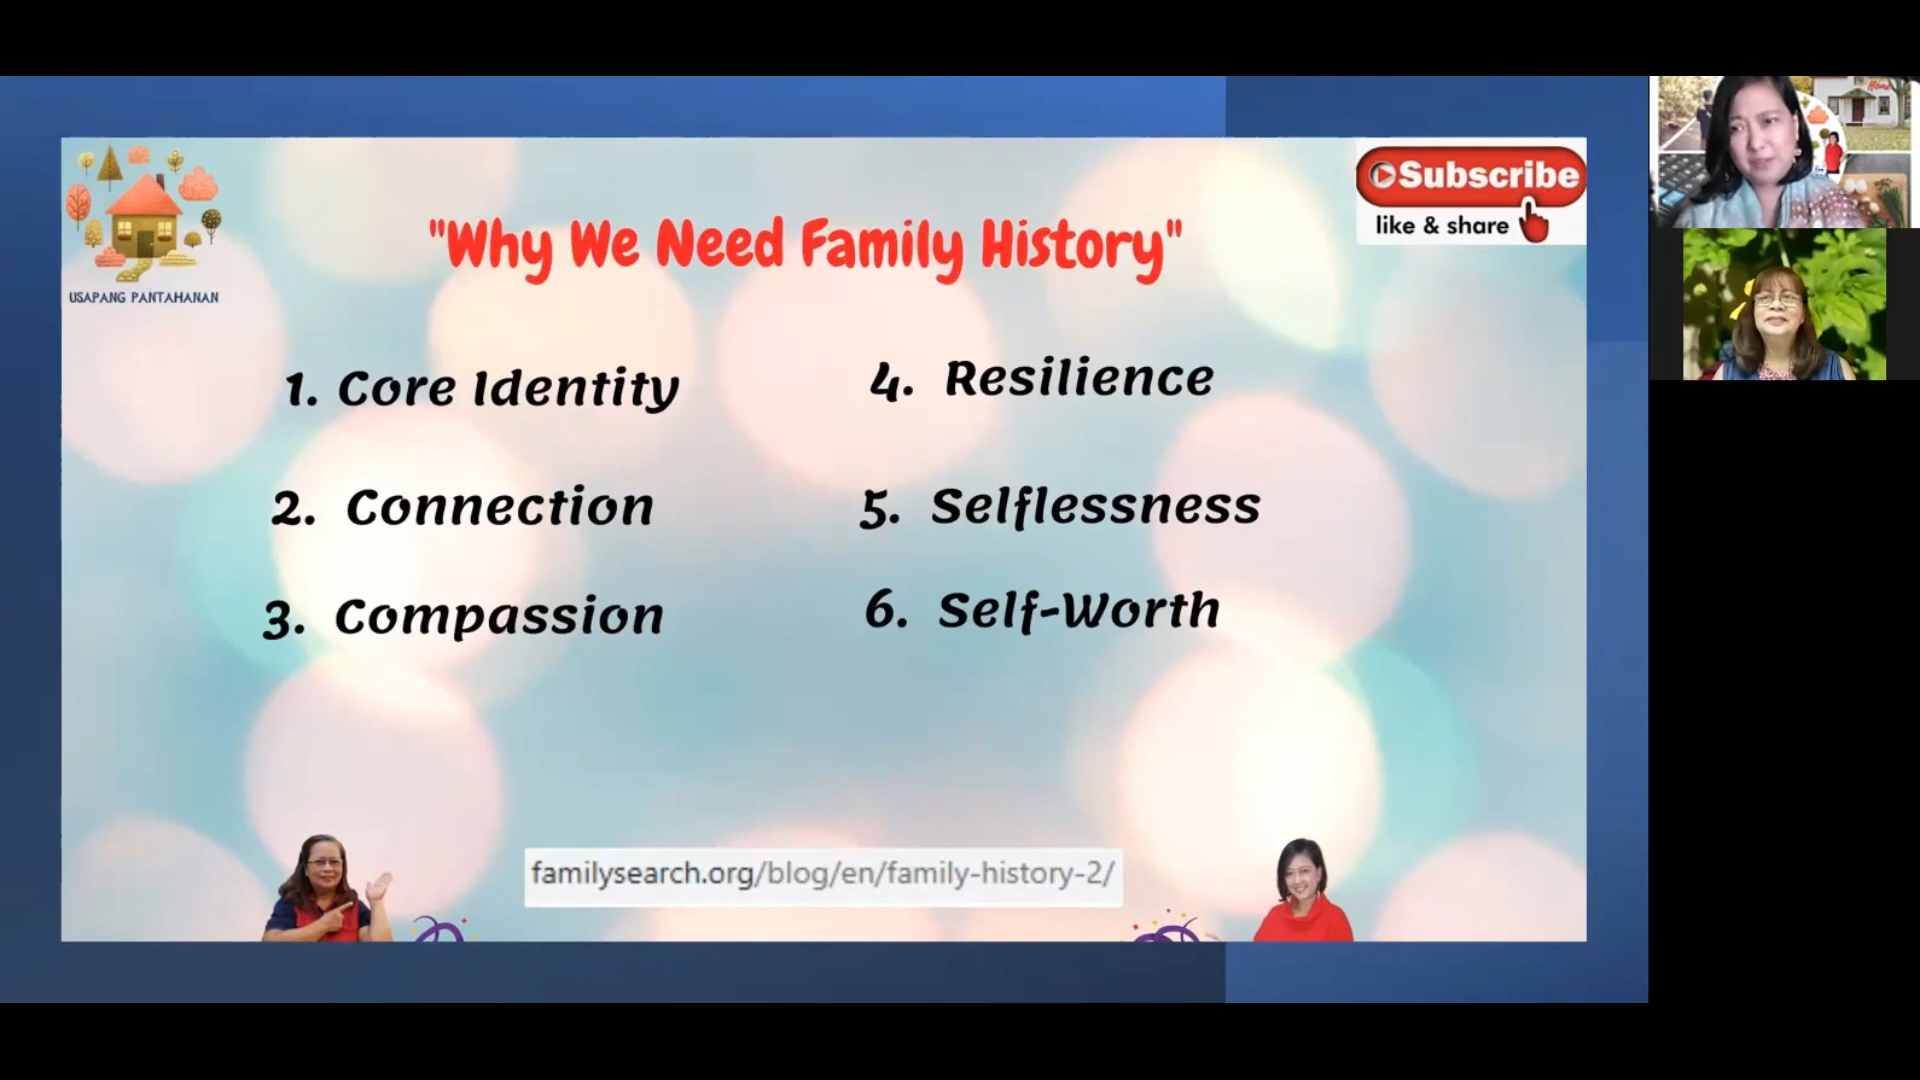 USAPANG PANTAHANAN
Subscribe
like & share
"Why We Need Family History"
1. Core Identity
2. Connection
3. Compassion
4. Resilience
5. Selflessness
6. Self-Worth
familysearch.org/blog/en/family-history-2/
Home